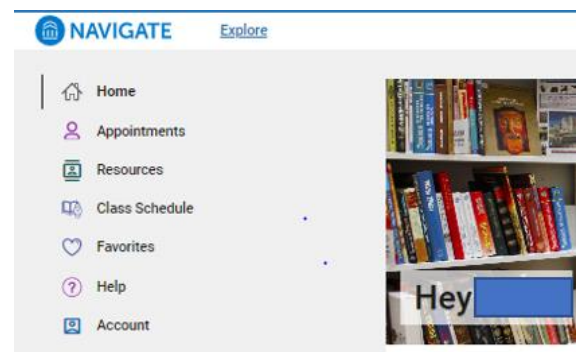 NAVIGATE Explore
Home
Appointments
Resources
Class Schedule
Favorites
Help
Account
Hey